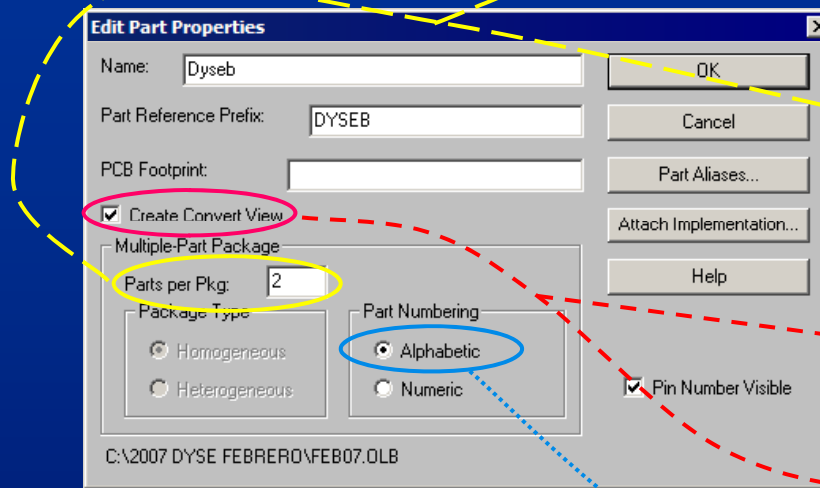 Edit Part Properties
Name: Dyseb
OK
Part Reference Prefix: DYSEB
Cancel
PCB Footprint:
Part Aliases...
Create Convert View
Attach Implementation...
Multiple-Part Package
Parts per Pkg: 2
Help
Package Type
Part Numbering
Homogeneous
Alphabetic
Heterogeneous
Numeric
Pin Number Visible
C:\2007 DYSE FEBRERO\FEB07.OLB